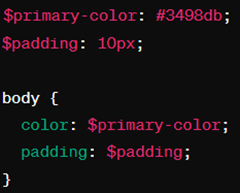 $primary-color: #3498db;
$padding: 10px;

body {
  color: $primary-color;
  padding: $padding;
}